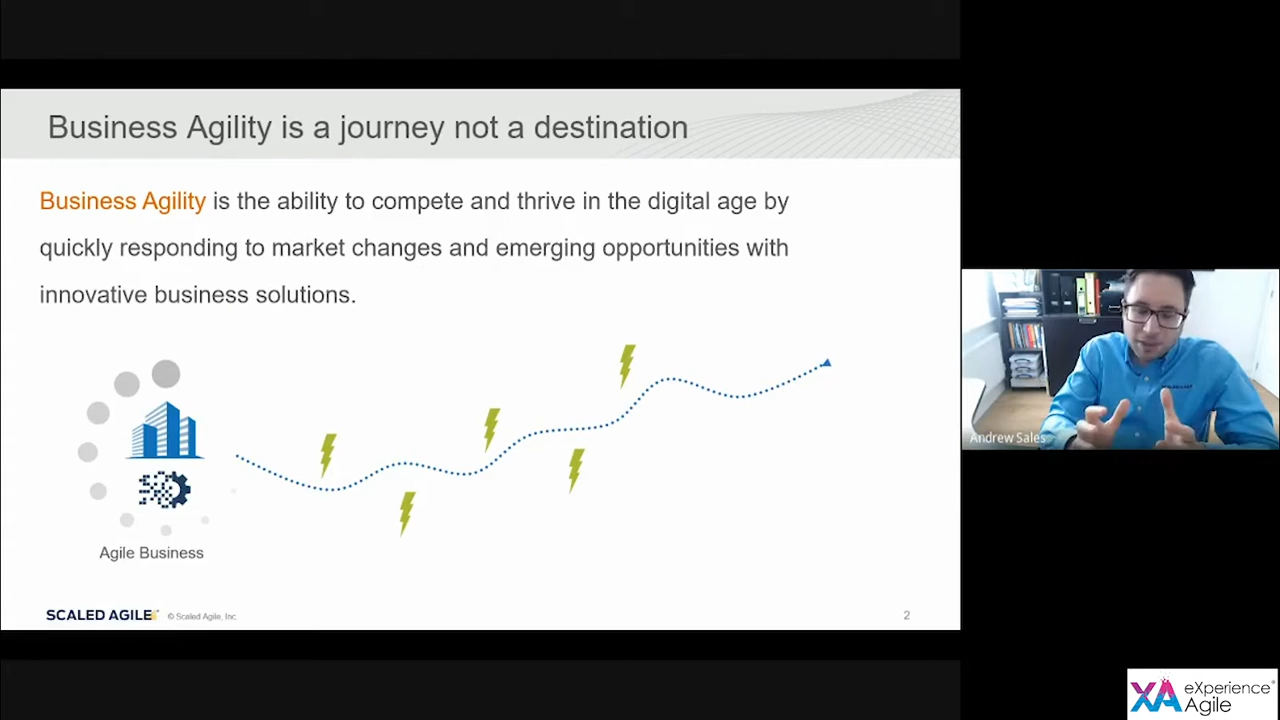 Business Agility is a journey not a destination
Business Agility is the ability to compete and thrive in the digital age by
quickly responding to market changes and emerging opportunities with
innovative business solutions.
Agile Business
SCALED AGILE
© Scaled Agile, Inc
2
Andrew Sales
XA eXperience®
Agile